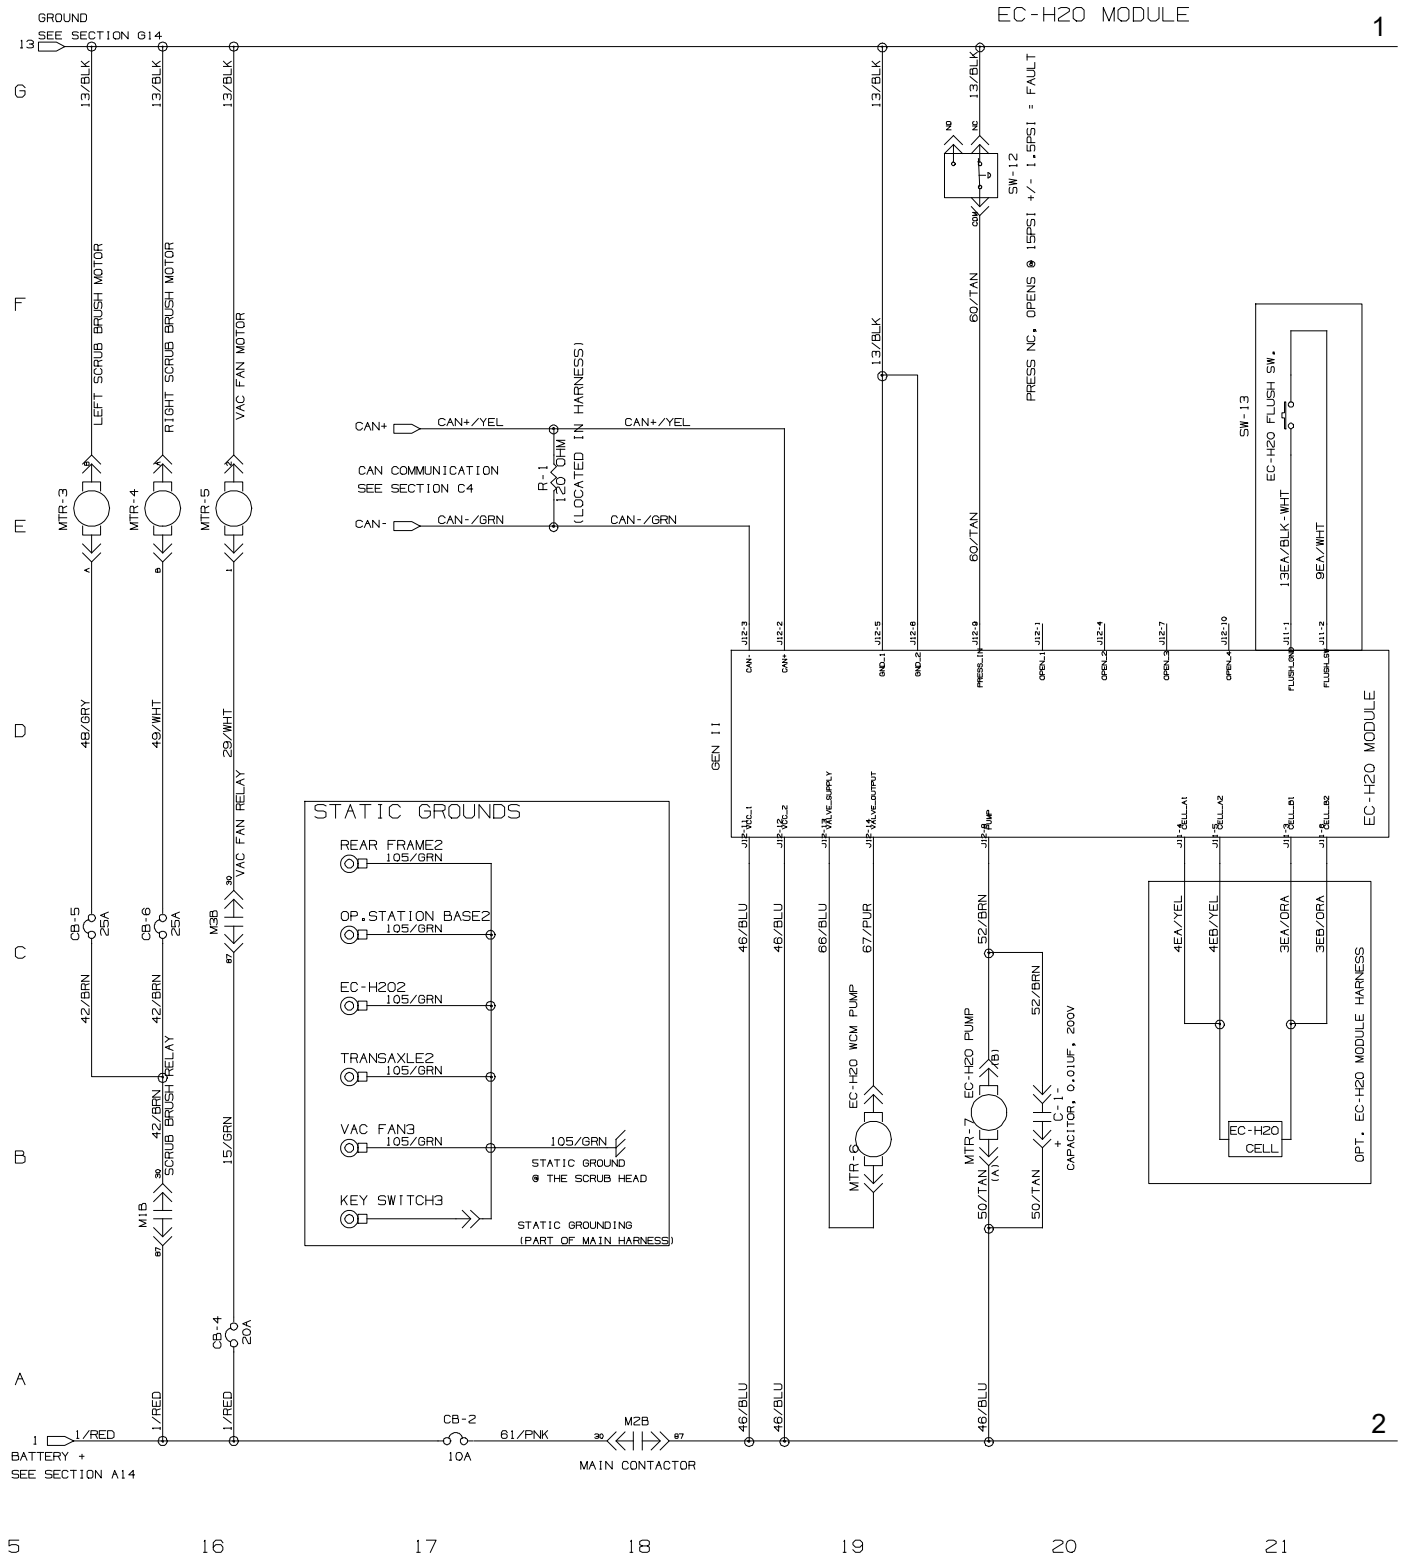 EC-H2O MODULE
1
GROUND
SEE SECTION G14
13
G
13/BLK
13/BLK
13/BLK
13/BLK
13/BLK
NO
NC
SW-12
COM
PRESS NC, OPENS @ 15PSI +/- 1.5PSI = FAULT
F
LEFT SCRUB BRUSH MOTOR
RIGHT SCRUB BRUSH MOTOR
VAC FAN MOTOR
60/TAN
13/BLK
SW-13
EC-H2O FLUSH SW.
CAN+
CAN+/YEL
CAN+/YEL
CAN COMMUNICATION
SEE SECTION C4
R-1
120 OHM
(LOCATED IN HARNESS)
CAN-
CAN-/GRN
CAN-/GRN
E
B
A
2
MTR-3
MTR-4
MTR-5
A
B
1
60/TAN
13EA/BLK-WHT
9EA/WHT
J12-3
J12-2
J12-5
J12-6
J12-9
J12-1
J12-4
J12-7
J12-10
J11-1
J11-2
CAN-
CAN+
GND_1
GND_2
PRESS_IN
OPEN_1
OPEN_2
OPEN_3
OPEN_4
FLUSH_GND
FLUSH_SW
D
48/GRY
49/WHT
29/WHT
GEN II
EC-H2O MODULE
VCC_1
VCC_2
VALVE_SUPPLY
VALVE_OUTPUT
PUMP
CELL_A1
CELL_A2
CELL_B1
CELL_B2
J12-11
J12-12
J12-13
J12-14
J12-8
J11-4
J11-5
J11-3
J11-6
VAC FAN RELAY
STATIC GROUNDS
REAR FRAME2
105/GRN
OP.STATION BASE2
105/GRN
EC-H2O2
105/GRN
TRANSAXLE2
105/GRN
VAC FAN3
105/GRN
105/GRN
STATIC GROUND
@ THE SCRUB HEAD
KEY SWITCH3
STATIC GROUNDING
(PART OF MAIN HARNESS)
C
CB-5
25A
CB-6
25A
30
M3B
87
46/BLU
46/BLU
66/BLU
67/PUR
52/BRN
52/BRN
4EA/YEL
4EB/YEL
3EA/ORA
3EB/ORA
42/BRN
42/BRN
EC-H2O WCM PUMP
EC-H2O PUMP
MTR-6
MTR-7
(B)
(A)
C-1
-
+
CAPACITOR, 0.01UF, 200V
EC-H2O
CELL
OPT. EC-H2O MODULE HARNESS
B
42/BRN
SCRUB BRUSH RELAY
15/GRN
30
M1B
87
50/TAN
50/TAN
CB-4
20A
A
1/RED
1/RED
46/BLU
46/BLU
46/BLU
1
1/RED
BATTERY +
SEE SECTION A14
CB-2
10A
61/PNK
30
M2B
87
MAIN CONTACTOR
2
5
16
17
18
19
20
21